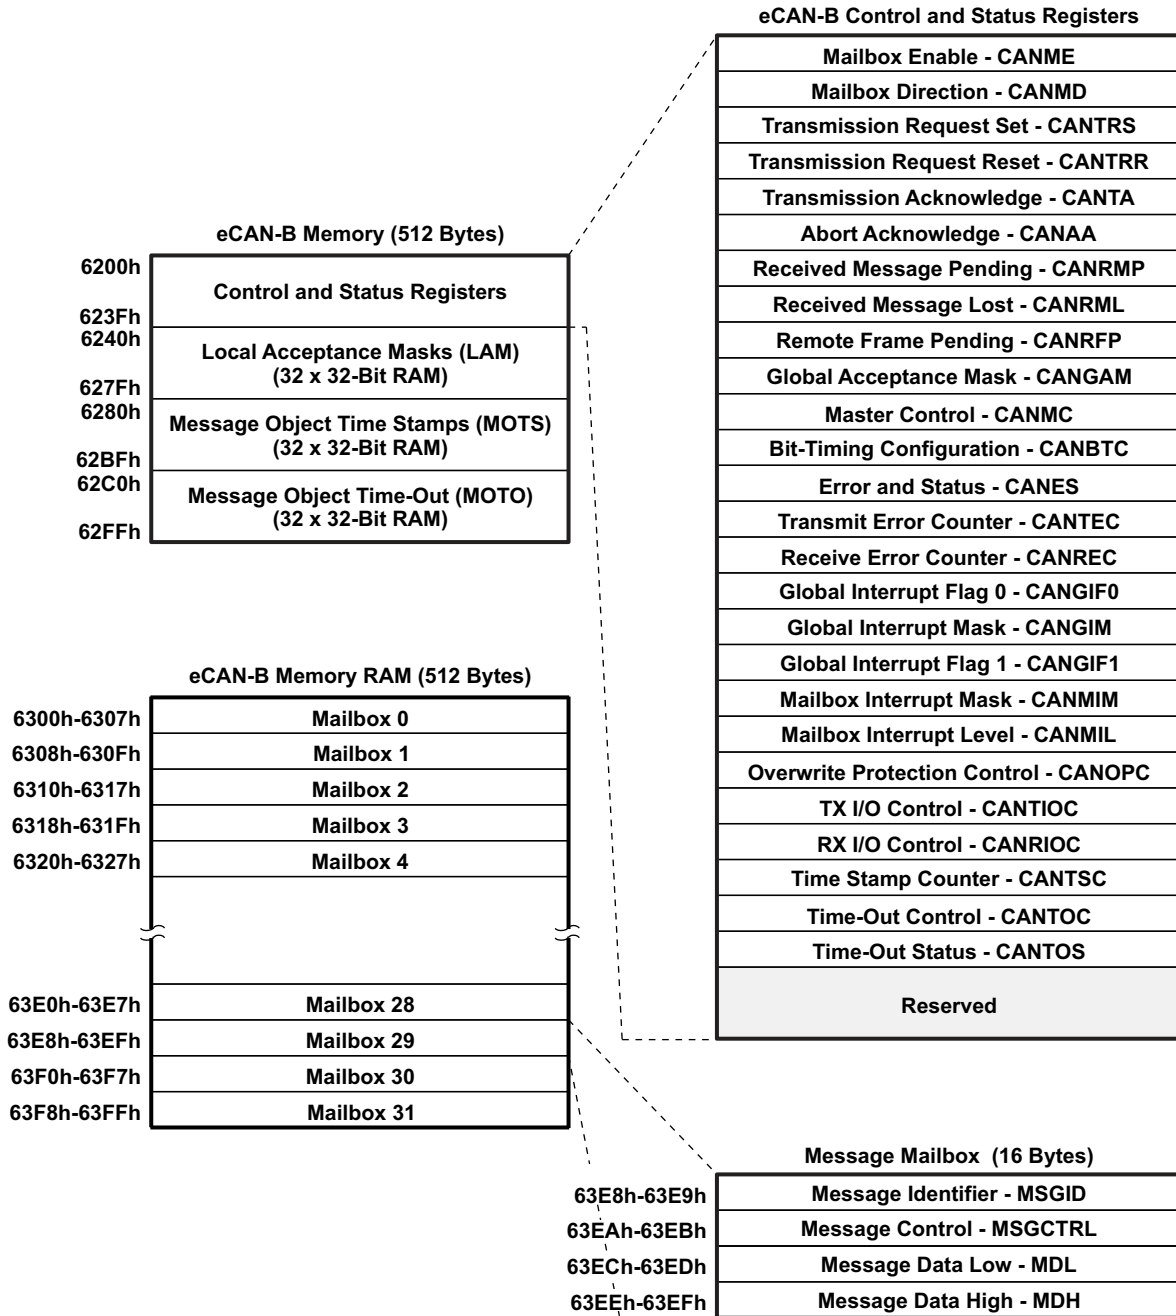 eCAN-B Control and Status Registers
Mailbox Enable - CANME
Mailbox Direction - CANMD
Transmission Request Set - CANTRS
Transmission Request Reset - CANTRR
Transmission Acknowledge - CANTA
Abort Acknowledge - CANAA
Received Message Pending - CANRMP
Received Message Lost - CANRML
Remote Frame Pending - CANRFP
Global Acceptance Mask - CANGAM
Master Control - CANMC
Bit-Timing Configuration - CANBTC
Error and Status - CANES
Transmit Error Counter - CANTEC
Receive Error Counter - CANREC
Global Interrupt Flag 0 - CANGIF0
Global Interrupt Mask - CANGIM
Global Interrupt Flag 1 - CANGIF1
Mailbox Interrupt Mask - CANMIM
Mailbox Interrupt Level - CANMIL
Overwrite Protection Control - CANOPC
TX I/O Control - CANTIOC
RX I/O Control - CANRIOC
Time Stamp Counter - CANTSC
Time-Out Control - CANTOC
Time-Out Status - CANTOS
Reserved
eCAN-B Memory (512 Bytes)
6200h
Control and Status Registers
623Fh
6240h
Local Acceptance Masks (LAM)
(32 x 32-Bit RAM)
627Fh
6280h
Message Object Time Stamps (MOTS)
(32 x 32-Bit RAM)
62BFh
62C0h
Message Object Time-Out (MOTO)
(32 x 32-Bit RAM)
62FFh
eCAN-B Memory RAM (512 Bytes)
6300h-6307h Mailbox 0
6308h-630Fh Mailbox 1
6310h-6317h Mailbox 2
6318h-631Fh Mailbox 3
6320h-6327h Mailbox 4
63E0h-63E7h Mailbox 28
63E8h-63EFh Mailbox 29
63F0h-63F7h Mailbox 30
63F8h-63FFh Mailbox 31
Message Mailbox (16 Bytes)
63E8h-63E9h Message Identifier - MSGID
63EAh-63EBh Message Control - MSGCTRL
63ECh-63EDh Message Data Low - MDL
63EEh-63EFh Message Data High - MDH